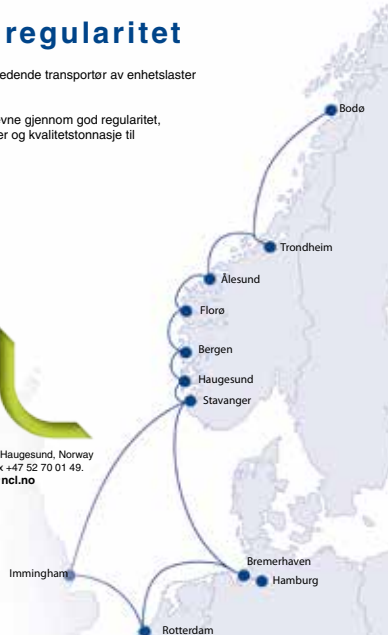 regularitet
edende transportør av enhetslaster
evne gjennom god regularitet,
er og kvalitetstonnasje til
Bodø
Trondheim
Ålesund
Florø
Bergen
Haugesund
Stavanger
Haugesund, Norway
x +47 52 70 01 49.
ncl.no
Immingham
Bremerhaven
Hamburg
Rotterdam